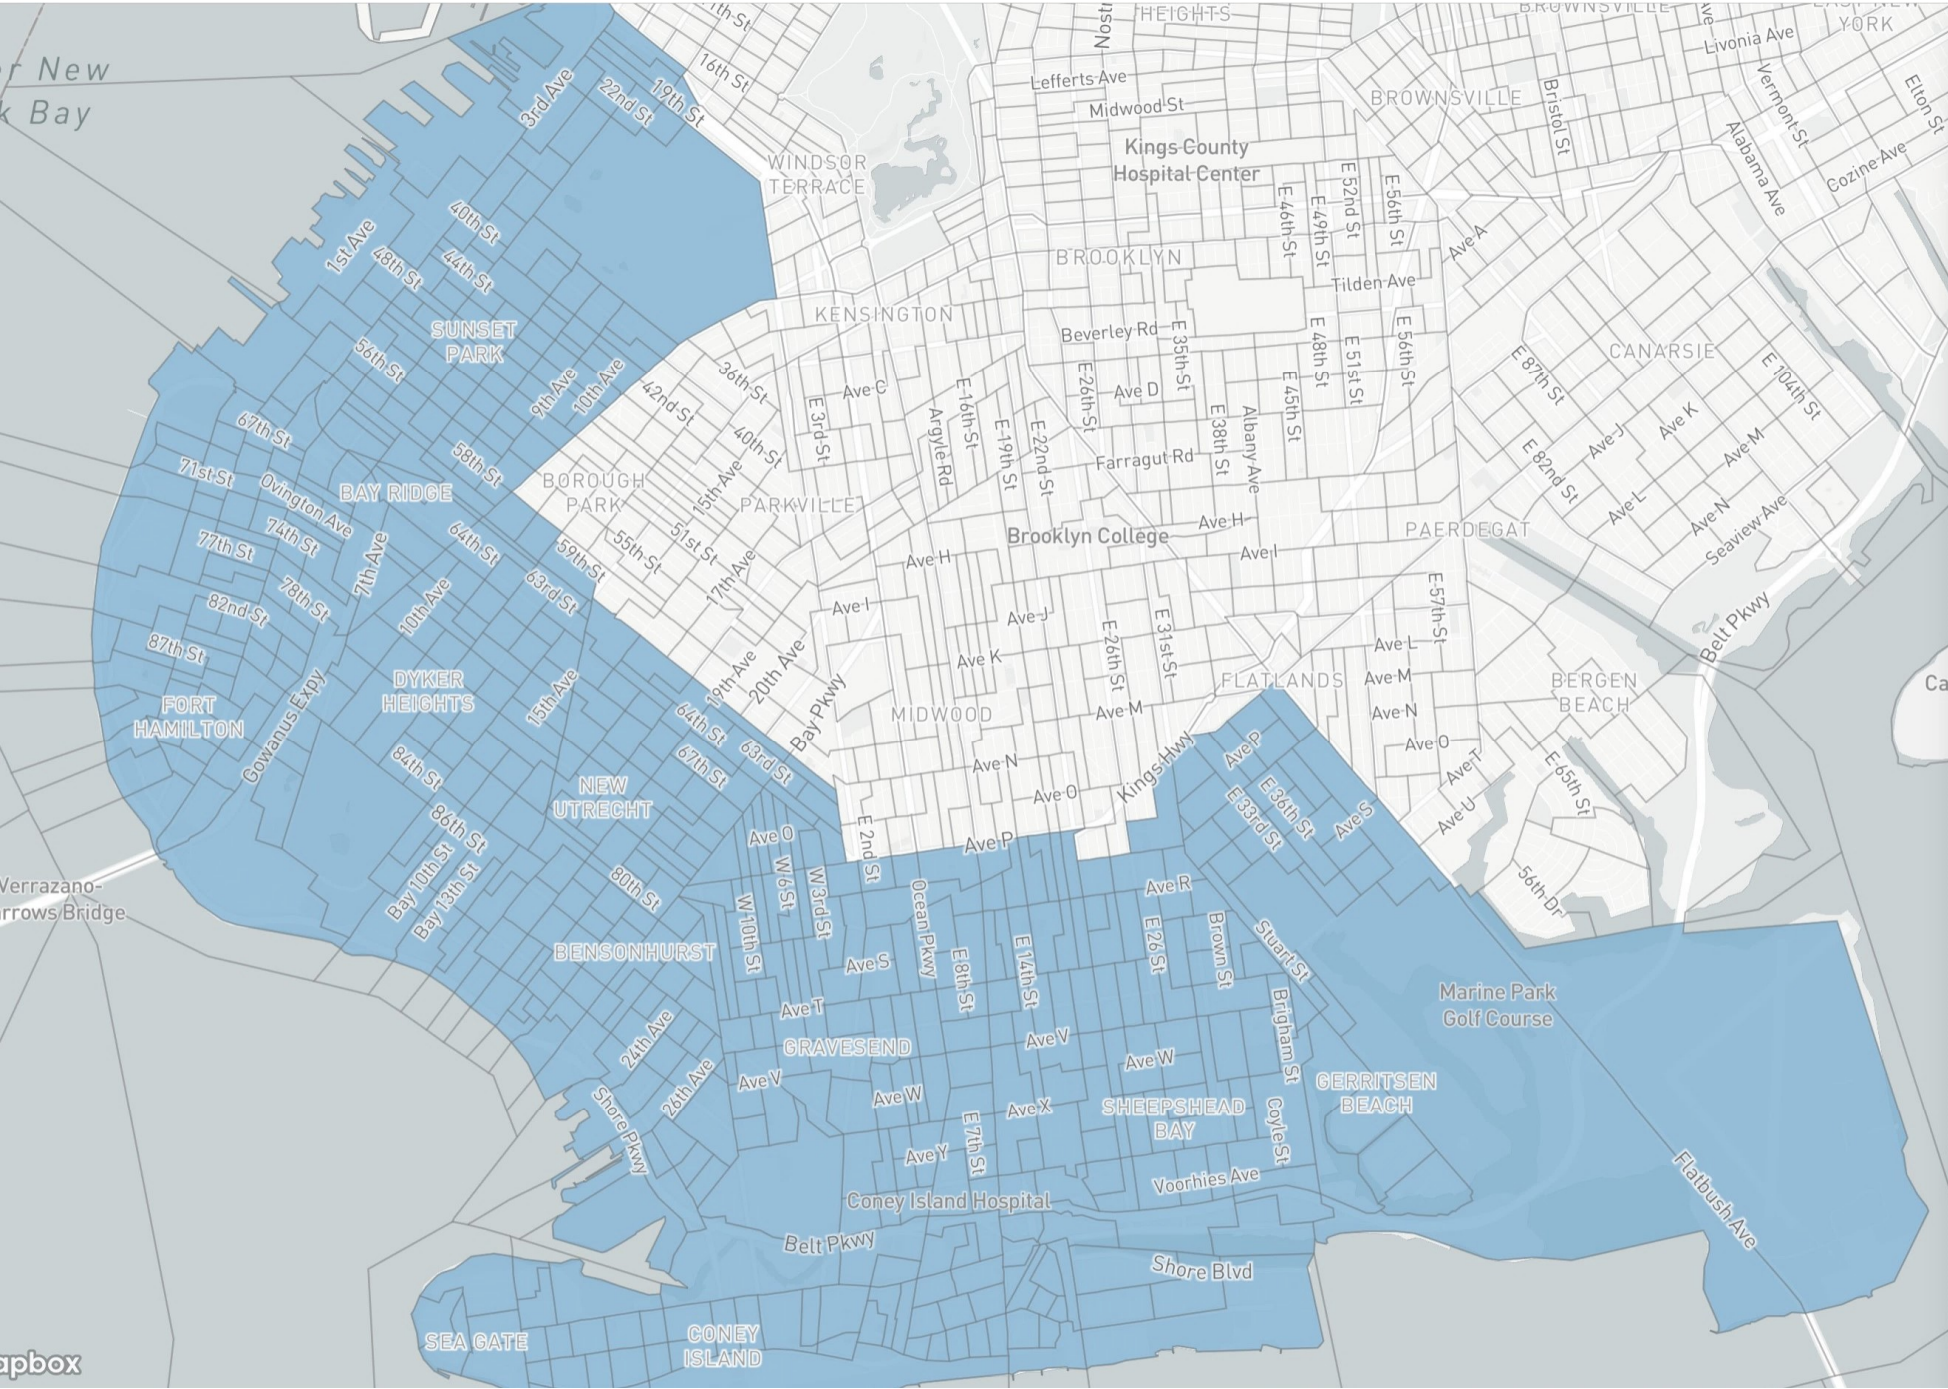 HEIGHTS
BROWNSVILLE
YORK
16th St
Lefferts Ave
Livonia Ave
r New
k Bay
3rd Ave
22nd St
19th St
Midwood St
BROWNSVILLE
Bristol St
Vermont St
Elton St
WINDSOR
TERRACE
Kings County
Hospital Center
Alabama Ave
Cozine Ave
E 46th St
E 49th St
E 52nd St
E 56th St
Ave A
1st Ave
40th St
44th St
48th St
BROOKLYN
Tilden Ave
SUNSET
PARK
KENSINGTON
Beverley Rd
E 35th St
E 48th St
E 51st St
E 56th St
CANARSIE
56th St
9th Ave
10th Ave
42nd St
36th St
Ave C
Ave D
E 26th St
E 87th St
E 104th St
E 3rd St
Argyle Rd
E 16th St
E 19th St
E 22nd St
E 38th St
Albany Ave
E 45th St
67th St
40th St
Farragut Rd
E 82nd St
Ave J
Ave K
Ave M
71st St
Ovington Ave
BAY RIDGE
58th St
BOROUGH
PARK
15th Ave
PARKVILLE
Ave L
Ave N
Seaview Ave
77th St
74th St
64th St
59th St
55th St
51st St
Brooklyn College
Ave H
PAERDEGAT
7th Ave
Ave H
Ave I
82nd St
78th St
10th Ave
63rd St
17th Ave
Ave I
Ave J
E 26th St
E 31st St
E 57th St
Belt Pkwy
87th St
Ave K
Ave L
FORT
HAMILTON
Gowanus Expy
DYKER
HEIGHTS
15th Ave
19th Ave
20th Ave
Bay Pkwy
MIDWOOD
Ave M
FLATLANDS
Ave M
BERGEN
BEACH
Ca
64th St
67th St
63rd St
Ave N
Ave N
84th St
NEW
UTRECHT
Ave N
Kings Hwy
Ave P
Ave O
Ave T
E 65th St
86th St
Ave O
Ave O
E 2nd St
Ave P
E 33rd St
E 36th St
Ave S
Ave U
Verrazano-
arrows Bridge
Bay 10th St
Bay 13th St
80th St
W 10th St
W 6 St
W 3rd St
Ocean Pkwy
Ave R
56th Dr
BENSONHURST
Ave S
E 8th St
E 14th St
E 26 St
Brown St
Stuart St
Ave T
Marine Park
Golf Course
24th Ave
GRAVESEND
Ave V
Brigham St
26th Ave
Ave V
Ave W
Ave W
GERRITSEN
BEACH
Shore Pkwy
Ave X
SHEEPSHEAD
BAY
Coyle St
Ave Y
E 7th St
Voorhies Ave
Flatbush Ave
Coney Island Hospital
Belt Pkwy
Shore Blvd
SEA GATE
CONEY
ISLAND
apbox